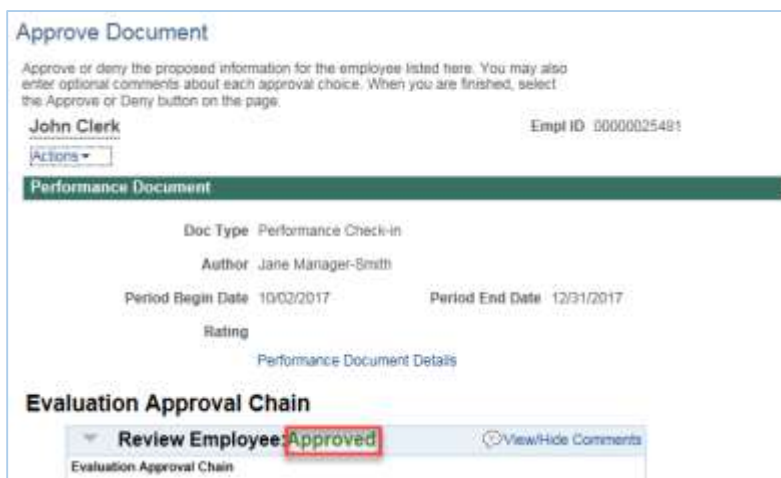 Approve Document
Approve or deny the proposed information for the employee listed here. You may also
enter optional comments about each approval choice. When you are finished, select
the Approve or Deny button on the page.
John Clerk Empl ID 00000025481
Actions
Performance Document
Doc Type Performance Check-in
Author Jane Manager-Smith
Period Begin Date 10/02/2017 Period End Date 12/31/2017
Rating
Performance Document Details
Evaluation Approval Chain
Review Employee:Approved View/Hide Comments
Evaluation Approval Chain